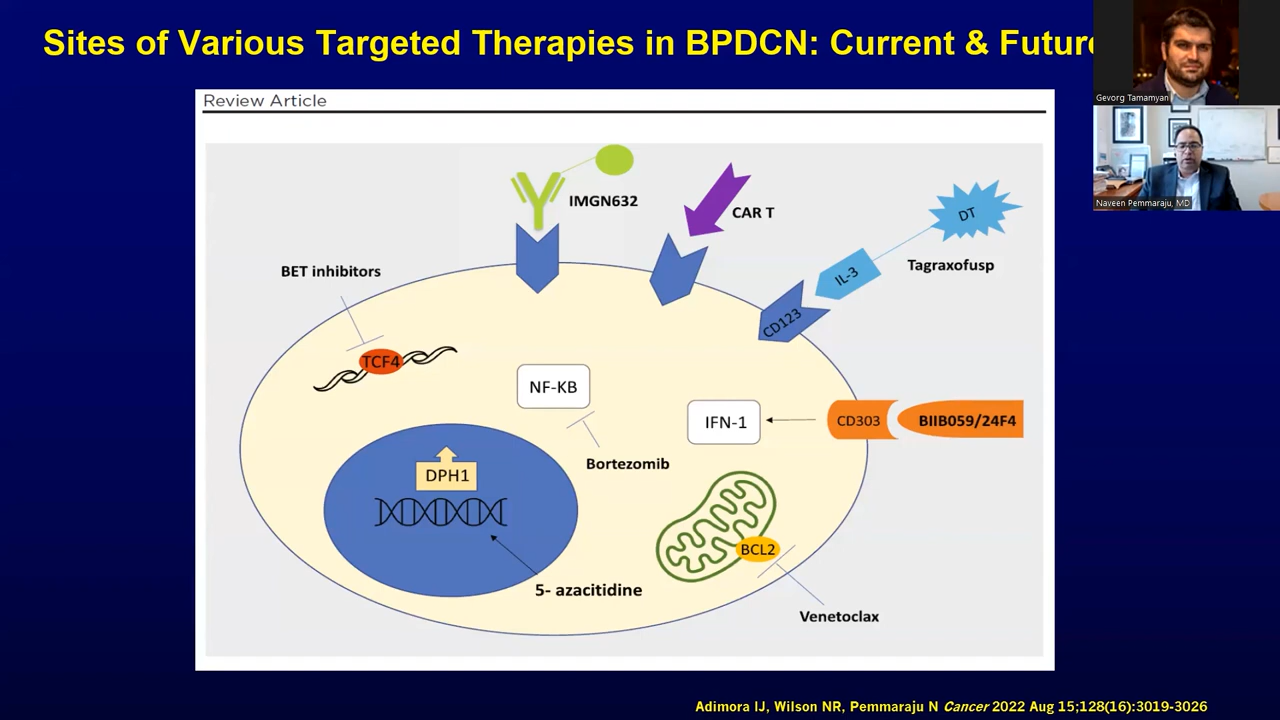 Sites of Various Targeted Therapies in BPDCN: Current & Future
Gevorg Tamamyan
Naveen Pemmaraju, MD
Review Article
IMGN632
CAR T
DT
IL-3
Tagraxofusp
CD123
BET inhibitors
TCF4
NF-KB
IFN-1
CD303
BIIB059/24F4
Bortezomib
DPH1
BCL2
5- azacitidine
Venetoclax
Adimora IJ, Wilson NR, Pemmaraju N Cancer 2022 Aug 15;128(16):3019-3026